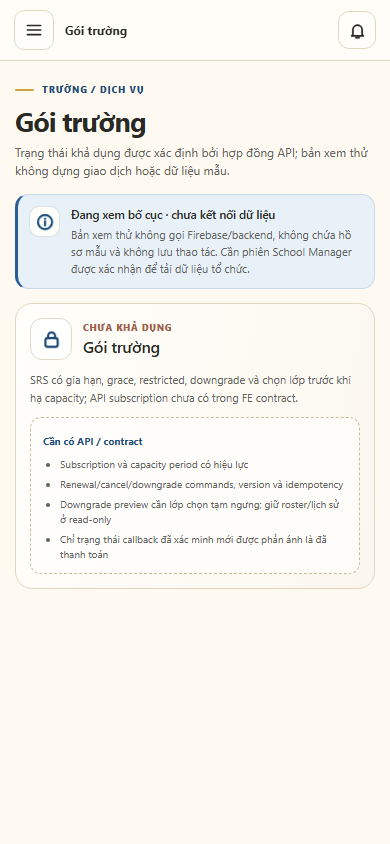 Gói trường
TRƯỜNG / DỊCH VỤ
Gói trường
Trạng thái khả dụng được xác định bởi hợp đồng API; bản xem thử
không dựng giao dịch hoặc dữ liệu mẫu.
Đang xem bố cục · chưa kết nối dữ liệu
Bản xem thử không gọi Firebase/backend, không chứa hồ
sơ mẫu và không lưu thao tác. Cần phiên School Manager
được xác nhận để tải dữ liệu tổ chức.
CHƯA KHẢ DỤNG
Gói trường
SRS có gia hạn, grace, restricted, downgrade và chọn lớp trước khi
hạ capacity; API subscription chưa có trong FE contract.
Cần có API / contract
Subscription và capacity period có hiệu lực
Renewal/cancel/downgrade commands, version và idempotency
Downgrade preview cần lớp chọn tạm ngưng; giữ roster/lịch sử
ở read-only
Chỉ trạng thái callback đã xác minh mới được phản ánh là đã
thanh toán